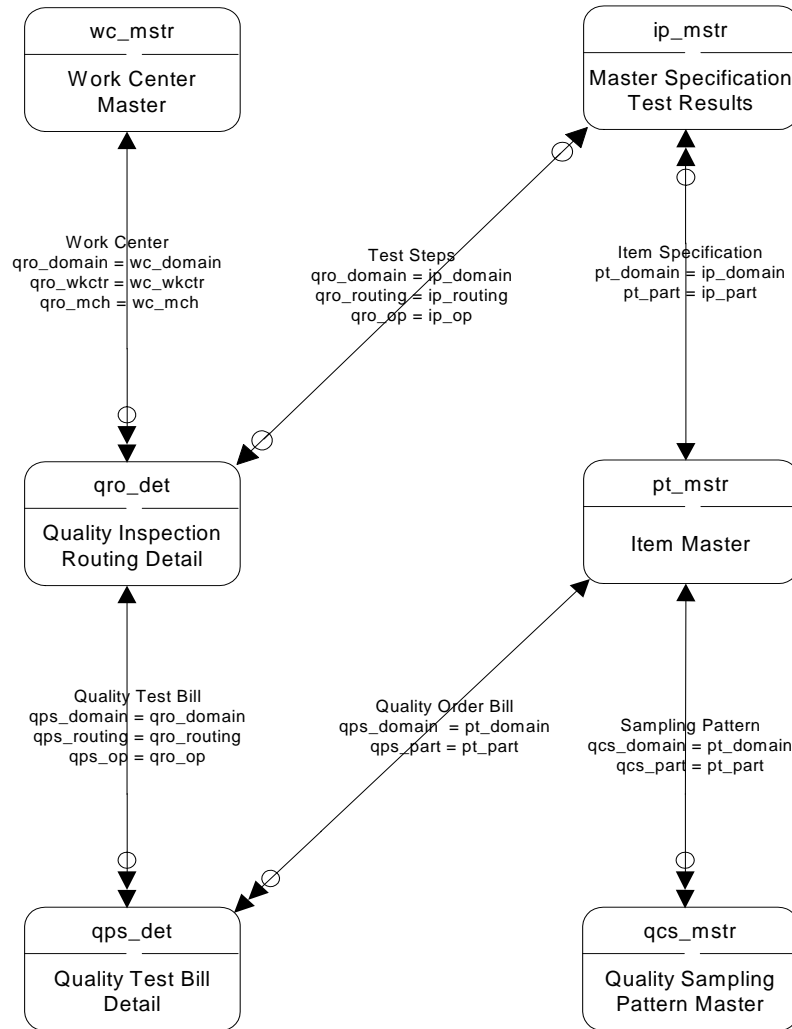 wc_mstr
Work Center
Master
ip_mstr
Master Specification
Test Results
Work Center
qro_domain = wc_domain
qro_wkctr = wc_wkctr
qro_mch = wc_mch
Test Steps
qro_domain = ip_domain
qro_routing = ip_routing
qro_op = ip_op
Item Specification
pt_domain = ip_domain
pt_part = ip_part
qro_det
Quality Inspection
Routing Detail
pt_mstr
Item Master
Quality Test Bill
qps_domain = qro_domain
qps_routing = qro_routing
qps_op = qro_op
Quality Order Bill
qps_domain = pt_domain
qps_part = pt_part
Sampling Pattern
qcs_domain = pt_domain
qcs_part = pt_part
qps_det
Quality Test Bill
Detail
qcs_mstr
Quality Sampling
Pattern Master